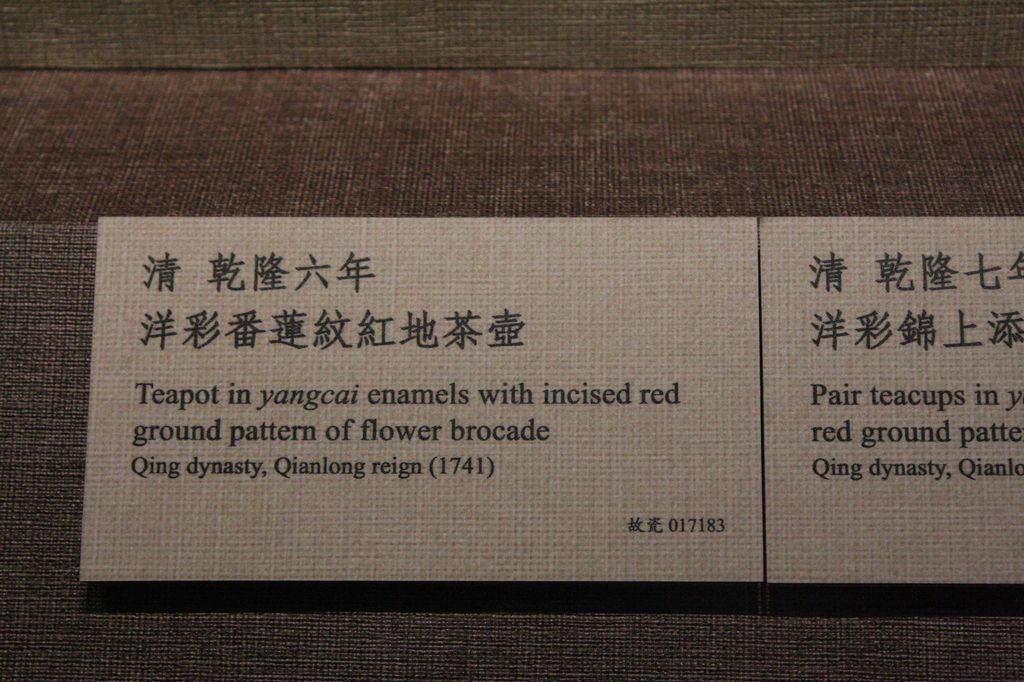 清 乾隆六年
洋彩番蓮紋紅地茶壺
Teapot in yangcai enamels with incised red
ground pattern of flower brocade
Qing dynasty, Qianlong reign (1741)
故瓷 017183
清 乾隆七年
洋彩錦上添
Pair teacups in y
red ground patte
Qing dynasty, Qianlo